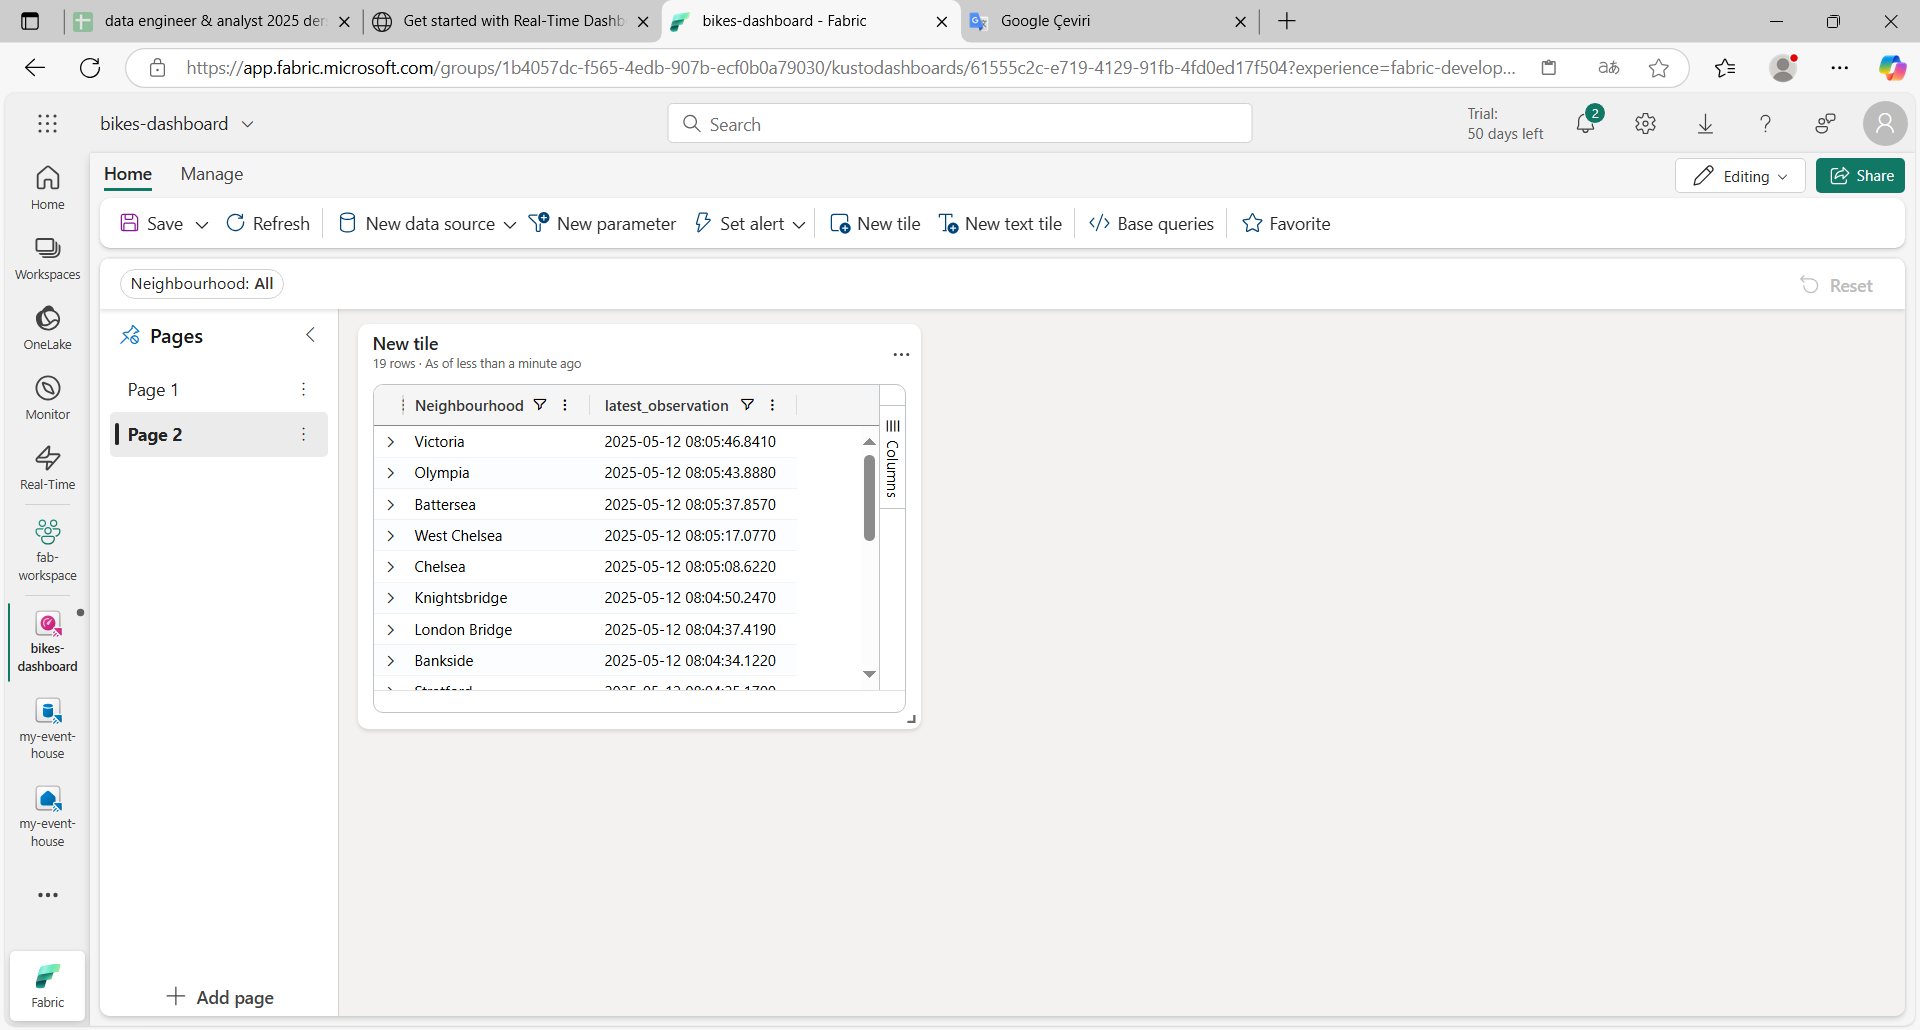 data engineer & analyst 2025 der
Get started with Real-Time Dashb
bikes-dashboard - Fabric
Google Çeviri
https://app.fabric.microsoft.com/groups/1b4057dc-f565-4edb-907b-ecf0b0a79030/kustodashboards/61555c2c-e719-4129-91fb-4fd0ed17f504?experience=fabric-develop...
bikes-dashboard
Search
Trial:
50 days left
2
Home
Workspaces
OneLake
Monitor
Real-Time
fab-
workspace
bikes-
dashboard
my-event-
house
my-event-
house
Fabric
Home Manage
Editing
Share
Save Refresh New data source New parameter Set alert New tile New text tile Base queries Favorite
Neighbourhood: All
Reset
Pages
Page 1
Page 2
Add page
New tile
19 rows · As of less than a minute ago
Neighbourhood latest_observation
Victoria 2025-05-12 08:05:46.8410
Olympia 2025-05-12 08:05:43.8880
Battersea 2025-05-12 08:05:37.8570
West Chelsea 2025-05-12 08:05:17.0770
Chelsea 2025-05-12 08:05:08.6220
Knightsbridge 2025-05-12 08:04:50.2470
London Bridge 2025-05-12 08:04:37.4190
Bankside 2025-05-12 08:04:34.1220
Columns